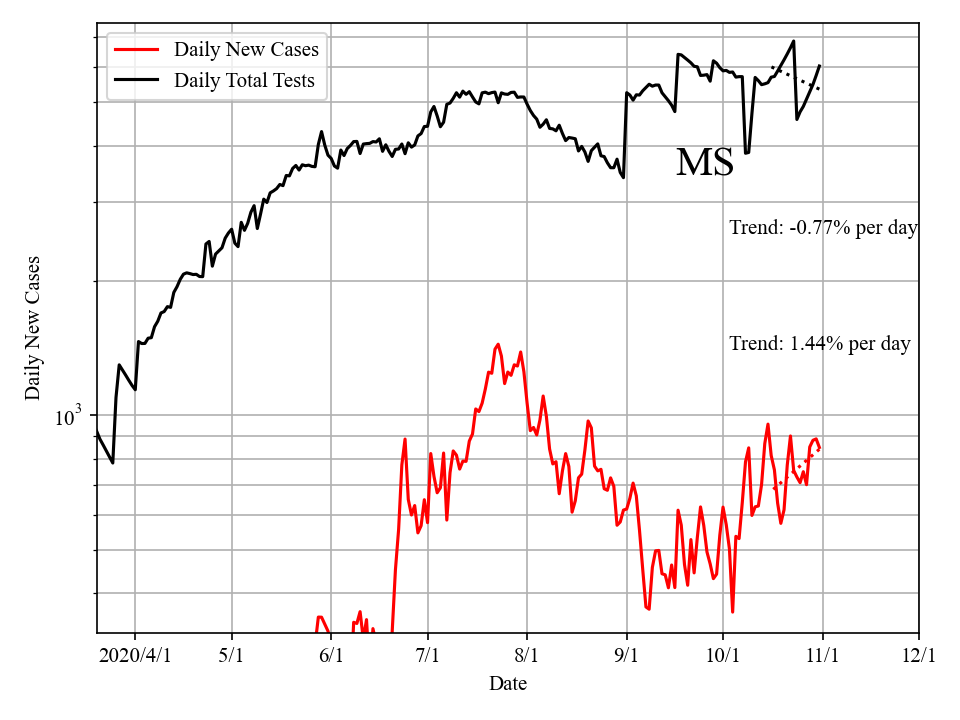 Daily New Cases
Daily Total Tests
MS
Trend: -0.77% per day
Trend: 1.44% per day
Daily New Cases
10³
2020/4/1 5/1 6/1 7/1 8/1 9/1 10/1 11/1 12/1
Date